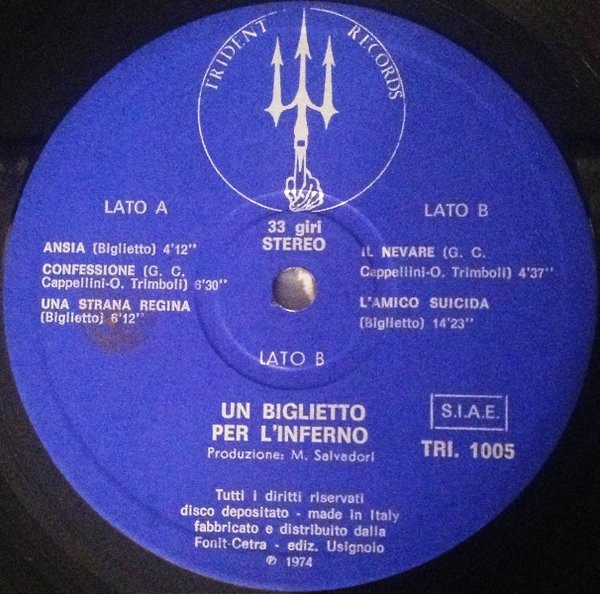 TRIDENT RECORDS
33 giri
STEREO
LATO A
ANSIA (Biglietto) 4'12"
CONFESSIONE (G. C.
Cappellini-O. Trimboli) 6'30"
UNA STRANA REGINA
(Biglietto) 6'12"
LATO B
IL NEVARE (G. C.
Cappellini-O. Trimboli) 4'37"
L'AMICO SUICIDA
(Biglietto) 14'23"
LATO B
UN BIGLIETTO
PER L'INFERNO
Produzione: M. Salvadori
S.I.A.E.
TRI. 1005
Tutti i diritti riservati
disco depositato - made in Italy
fabbricato e distribuito dalla
Fonit-Cetra - ediz. Usignolo
℗ 1974